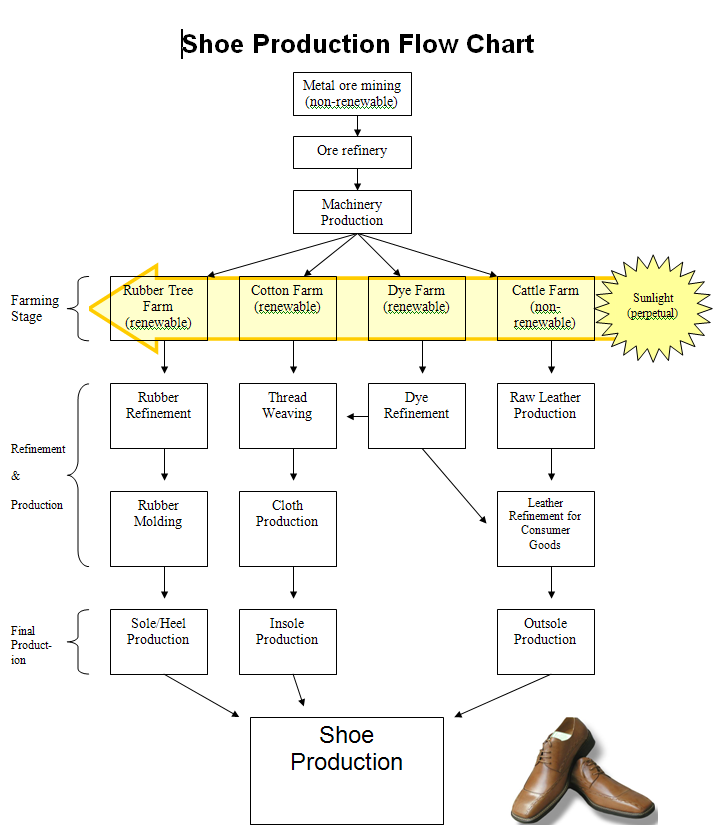 Shoe Production Flow Chart
Metal ore mining
(non-renewable)
Ore refinery
Machinery
Production
Farming
Stage
Rubber Tree
Farm
(renewable)
Cotton Farm
(renewable)
Dye Farm
(renewable)
Cattle Farm
(non-
renewable)
Sunlight
(perpetual)
Refinement
&
Production
Rubber
Refinement
Thread
Weaving
Dye
Refinement
Raw Leather
Production
Rubber
Molding
Cloth
Production
Leather
Refinement for
Consumer
Goods
Final
Product-
ion
Sole/Heel
Production
Insole
Production
Outsole
Production
Shoe
Production